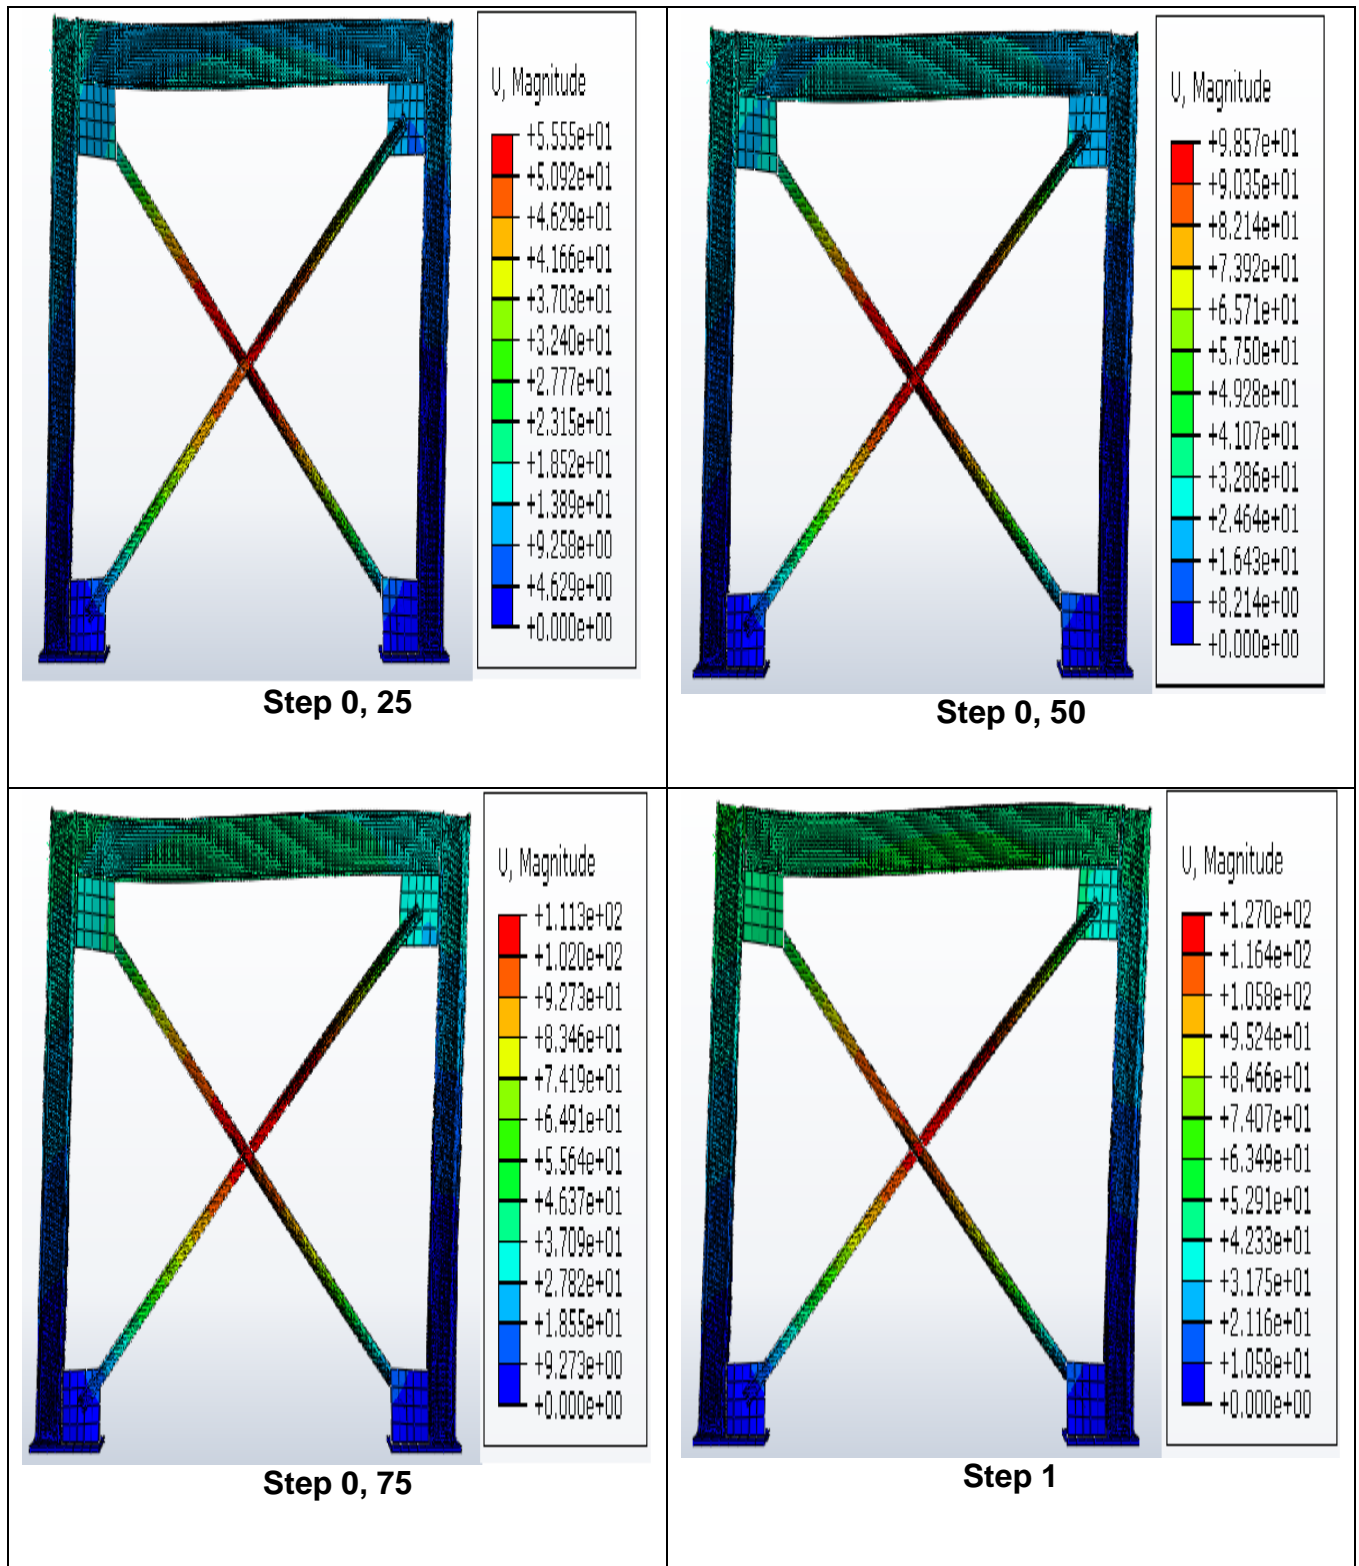 U, Magnitude
+5.555e+01
+5.092e+01
+4.629e+01
+4.166e+01
+3.703e+01
+3.240e+01
+2.777e+01
+2.315e+01
+1.852e+01
+1.389e+01
+9.258e+00
+4.629e+00
+0.000e+00
Step 0, 25
U, Magnitude
+9.857e+01
+9.035e+01
+8.214e+01
+7.392e+01
+6.571e+01
+5.750e+01
+4.928e+01
+4.107e+01
+3.286e+01
+2.464e+01
+1.643e+01
+8.214e+00
+0.000e+00
Step 0, 50
U, Magnitude
+1.113e+02
+1.020e+02
+9.273e+01
+8.346e+01
+7.419e+01
+6.491e+01
+5.564e+01
+4.637e+01
+3.709e+01
+2.782e+01
+1.855e+01
+9.273e+00
+0.000e+00
Step 0, 75
U, Magnitude
+1.270e+02
+1.164e+02
+1.058e+02
+9.524e+01
+8.466e+01
+7.407e+01
+6.349e+01
+5.291e+01
+4.233e+01
+3.175e+01
+2.116e+01
+1.058e+01
+0.000e+00
Step 1